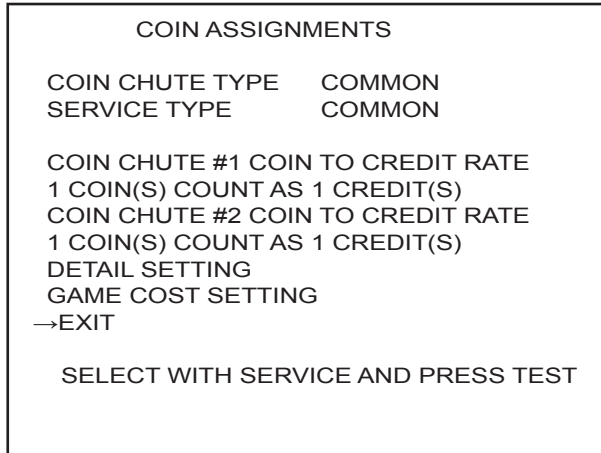 COIN ASSIGNMENTS
COIN CHUTE TYPE COMMON
SERVICE TYPE COMMON
COIN CHUTE #1 COIN TO CREDIT RATE
1 COIN(S) COUNT AS 1 CREDIT(S)
COIN CHUTE #2 COIN TO CREDIT RATE
1 COIN(S) COUNT AS 1 CREDIT(S)
DETAIL SETTING
GAME COST SETTING
→EXIT
SELECT WITH SERVICE AND PRESS TEST